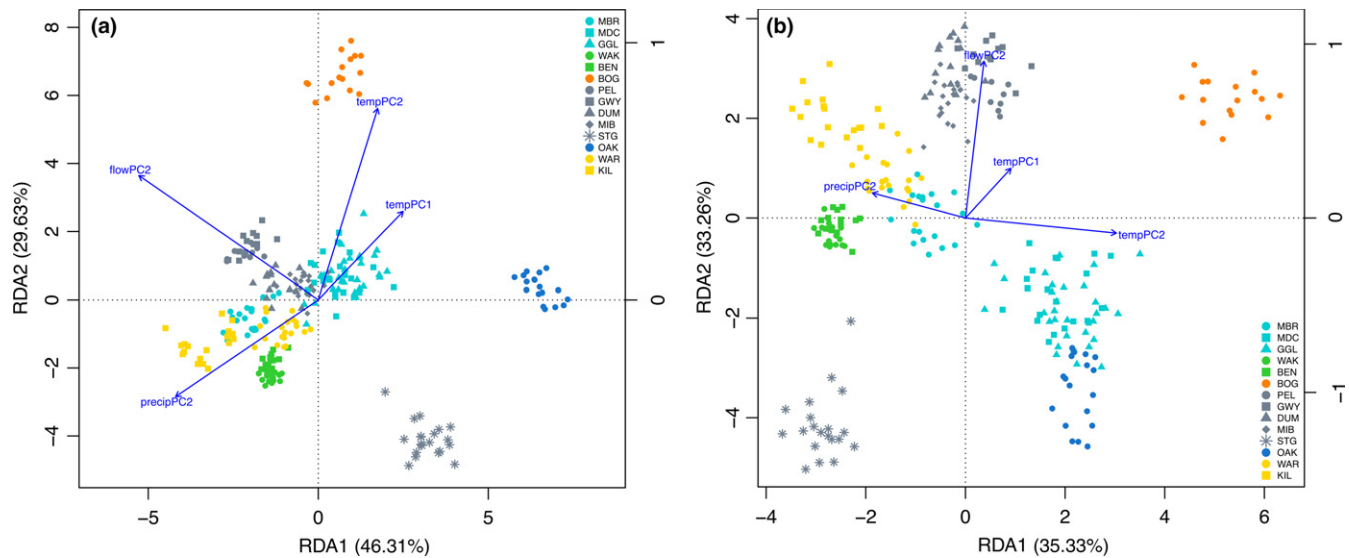 (a)
8
6
4
2
0
−2
−4
1
0
−5
0
5
RDA2 (29.63%)
RDA1 (46.31%)
tempPC2
flowPC2
tempPC1
precipPC2
MBR
MDC
GGL
WAK
BEN
BOG
PEL
GWY
DUM
MIB
STG
OAK
WAR
KIL
(b)
4
2
0
−2
−4
1
0
−1
−4
−2
0
2
4
6
RDA2 (33.26%)
RDA1 (35.33%)
flowPC2
tempPC1
precipPC2
tempPC2
MBR
MDC
GGL
WAK
BEN
BOG
PEL
GWY
DUM
MIB
STG
OAK
WAR
KIL